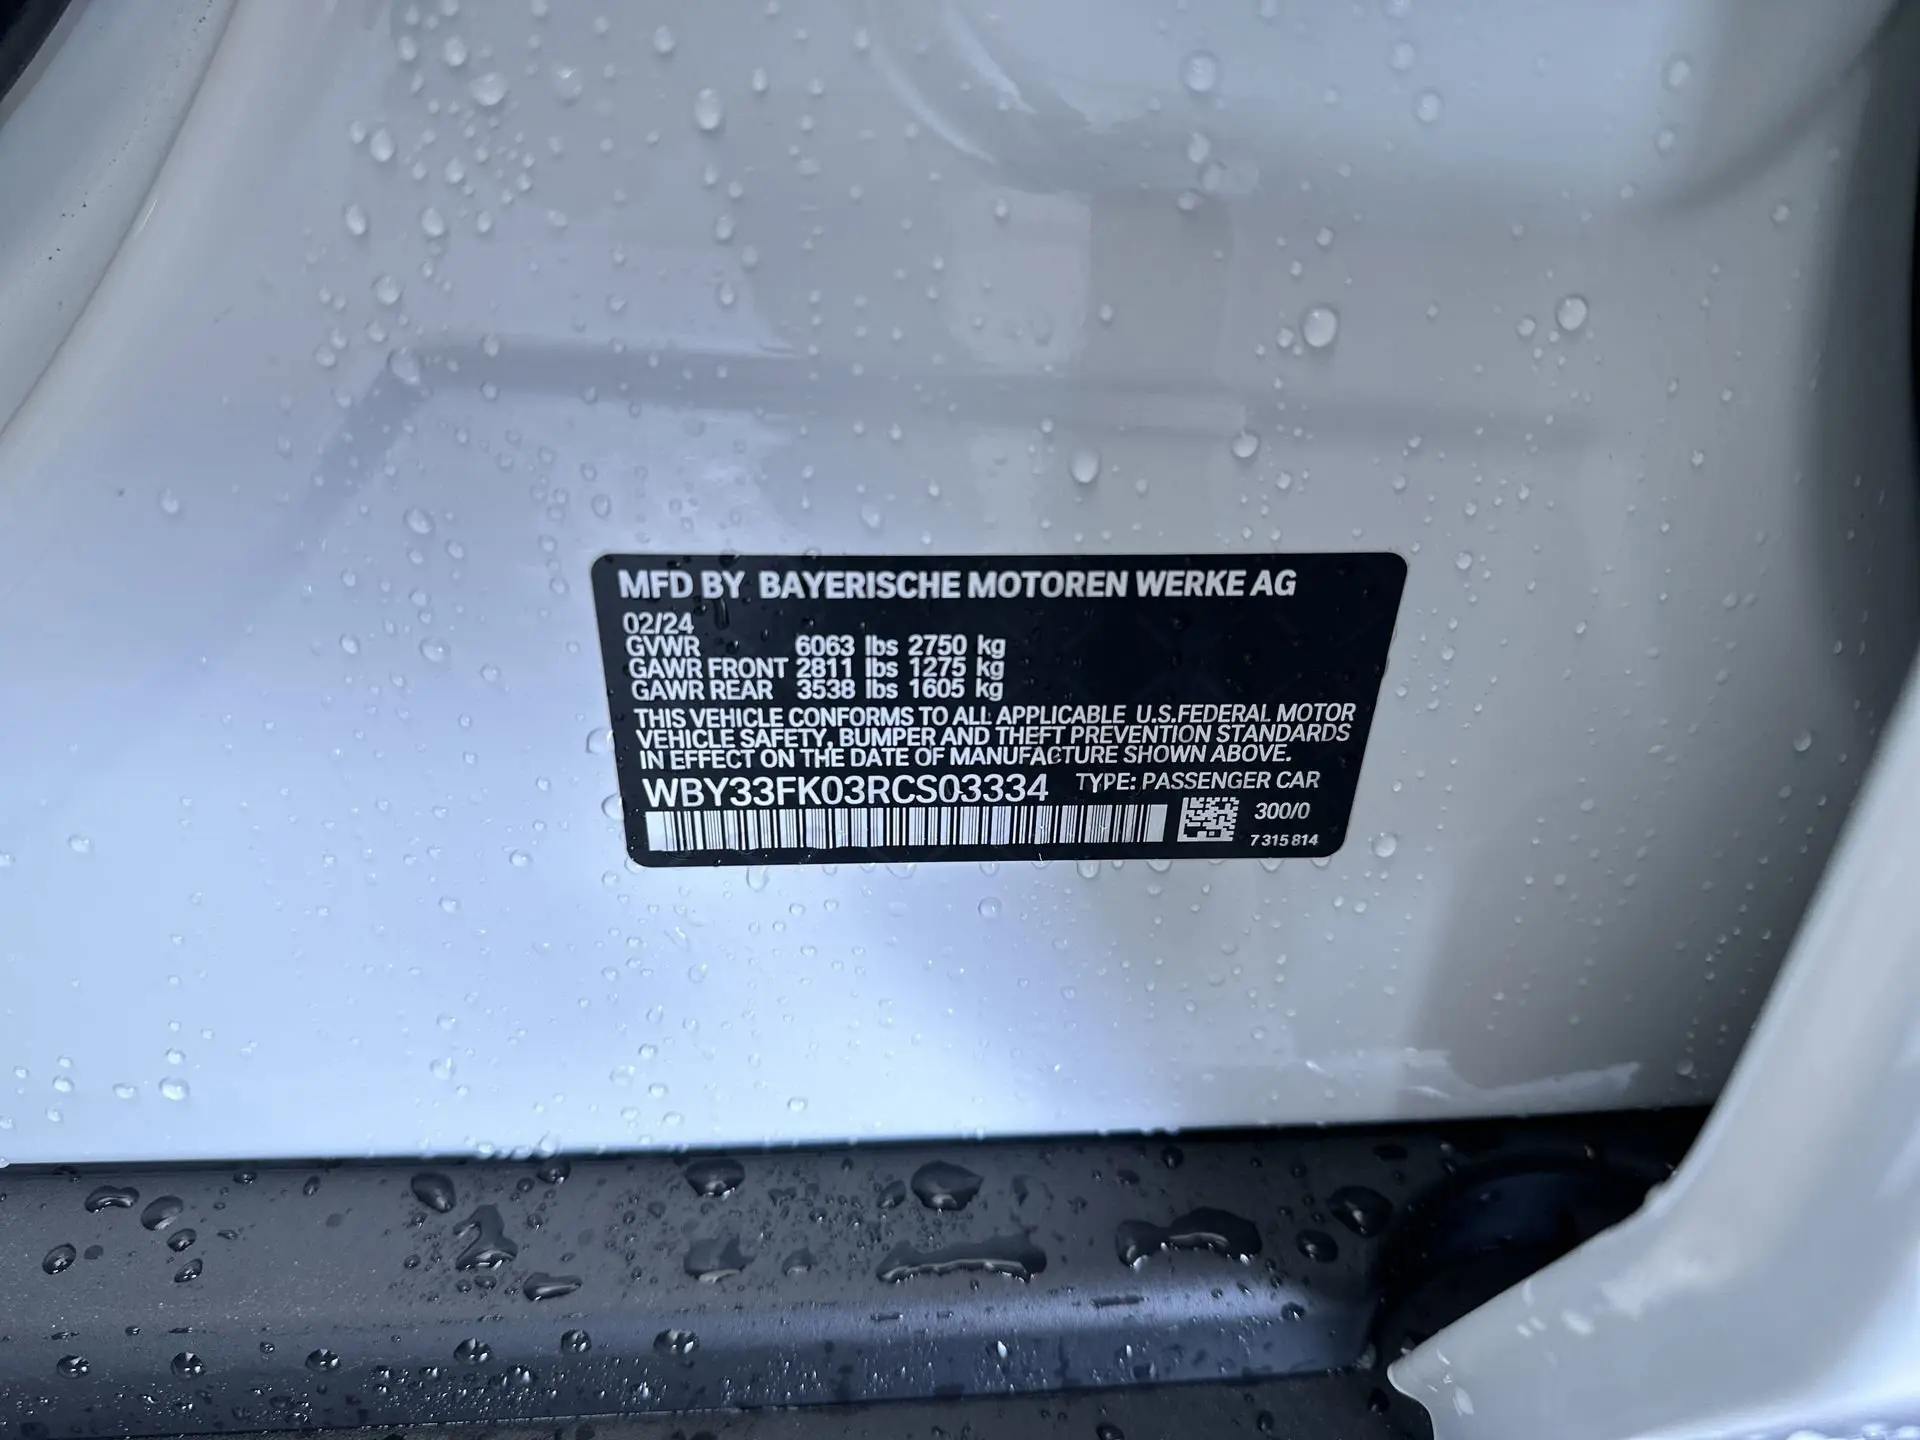 MFD BY BAYERISCHE MOTOREN WERKE AG
02/24
GVWR 6063 lbs 2750 kg
GAWR FRONT 2811 lbs 1275 kg
GAWR REAR 3538 lbs 1605 kg
THIS VEHICLE CONFORMS TO ALL APPLICABLE U.S.FEDERAL MOTOR
VEHICLE SAFETY, BUMPER AND THEFT PREVENTION STANDARDS
IN EFFECT ON THE DATE OF MANUFACTURE SHOWN ABOVE.
WBY33FK03RCS03334 TYPE: PASSENGER CAR
300/0
7 315 814